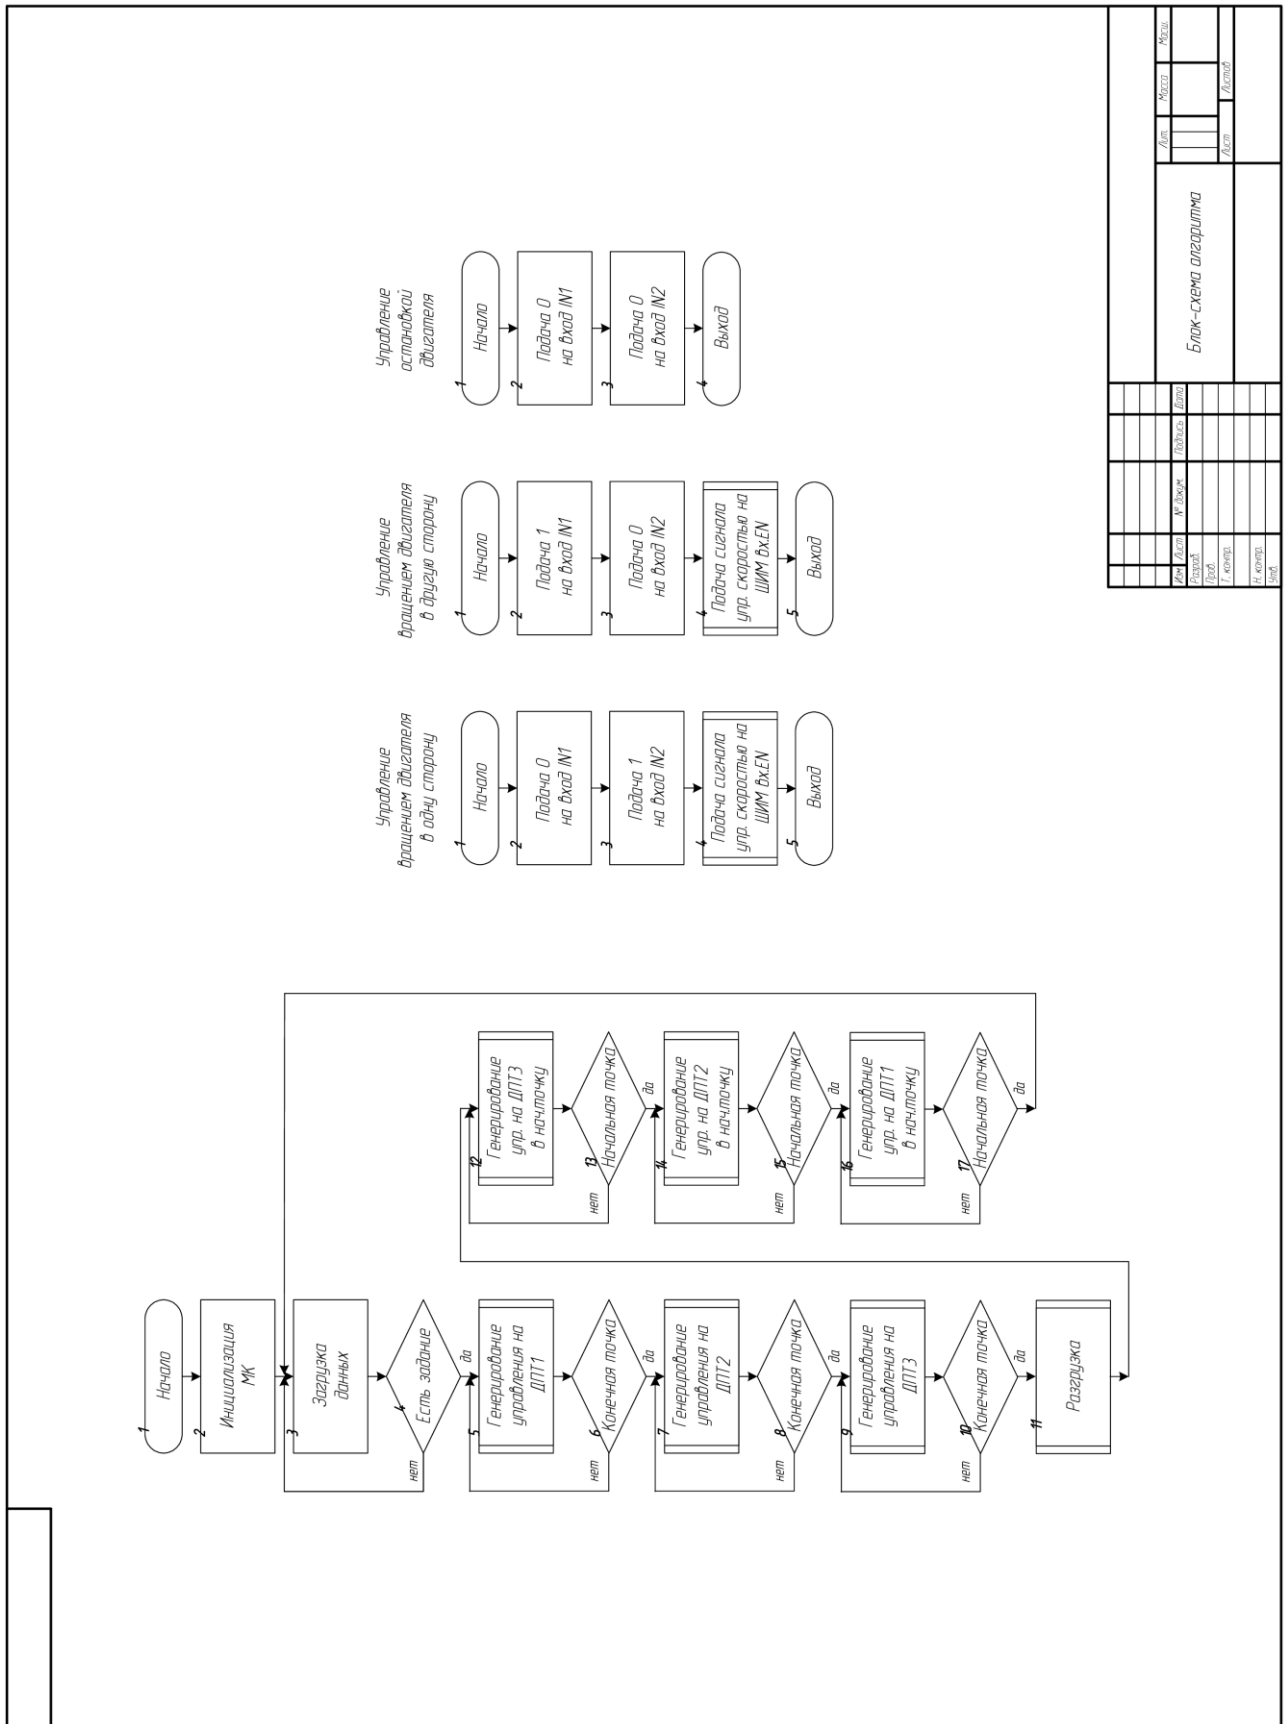 1
Начало
2
Инициализация
МК
3
Загрузка
данных
4
Есть задание
нет
да
5
Генерирование
управления на
ДПТ1
6
Конечная точка
нет
да
7
Генерирование
управления на
ДПТ2
8
Конечная точка
нет
да
9
Генерирование
управления на
ДПТ3
10
Конечная точка
нет
да
11
Разгрузка
12
Генерирование
упр. на ДПТ3
в нач.точку
13
Начальная точка
нет
да
14
Генерирование
упр. на ДПТ2
в нач.точку
15
Начальная точка
нет
да
16
Генерирование
упр. на ДПТ1
в нач.точку
17
Начальная точка
нет
да
Управление
вращением двигателя
в одну сторону
1
Начало
2
Подача 0
на вход IN1
3
Подача 1
на вход IN2
4
Подача сигнала
упр. скоростью на
ШИМ Вх.EN
5
Выход
Управление
вращением двигателя
в другую сторону
1
Начало
2
Подача 1
на вход IN1
3
Подача 0
на вход IN2
4
Подача сигнала
упр. скоростью на
ШИМ Вх.EN
5
Выход
Управление
остановкой
двигателя
1
Начало
2
Подача 0
на вход IN1
3
Подача 0
на вход IN2
4
Выход
Изм Лист № докум. Подпись Дата
Разраб.
Пров.
Т. контр.
Н. контр.
Утв.
Блок-схема алгоритма
Лит. Масса Масш.
Лист Листов